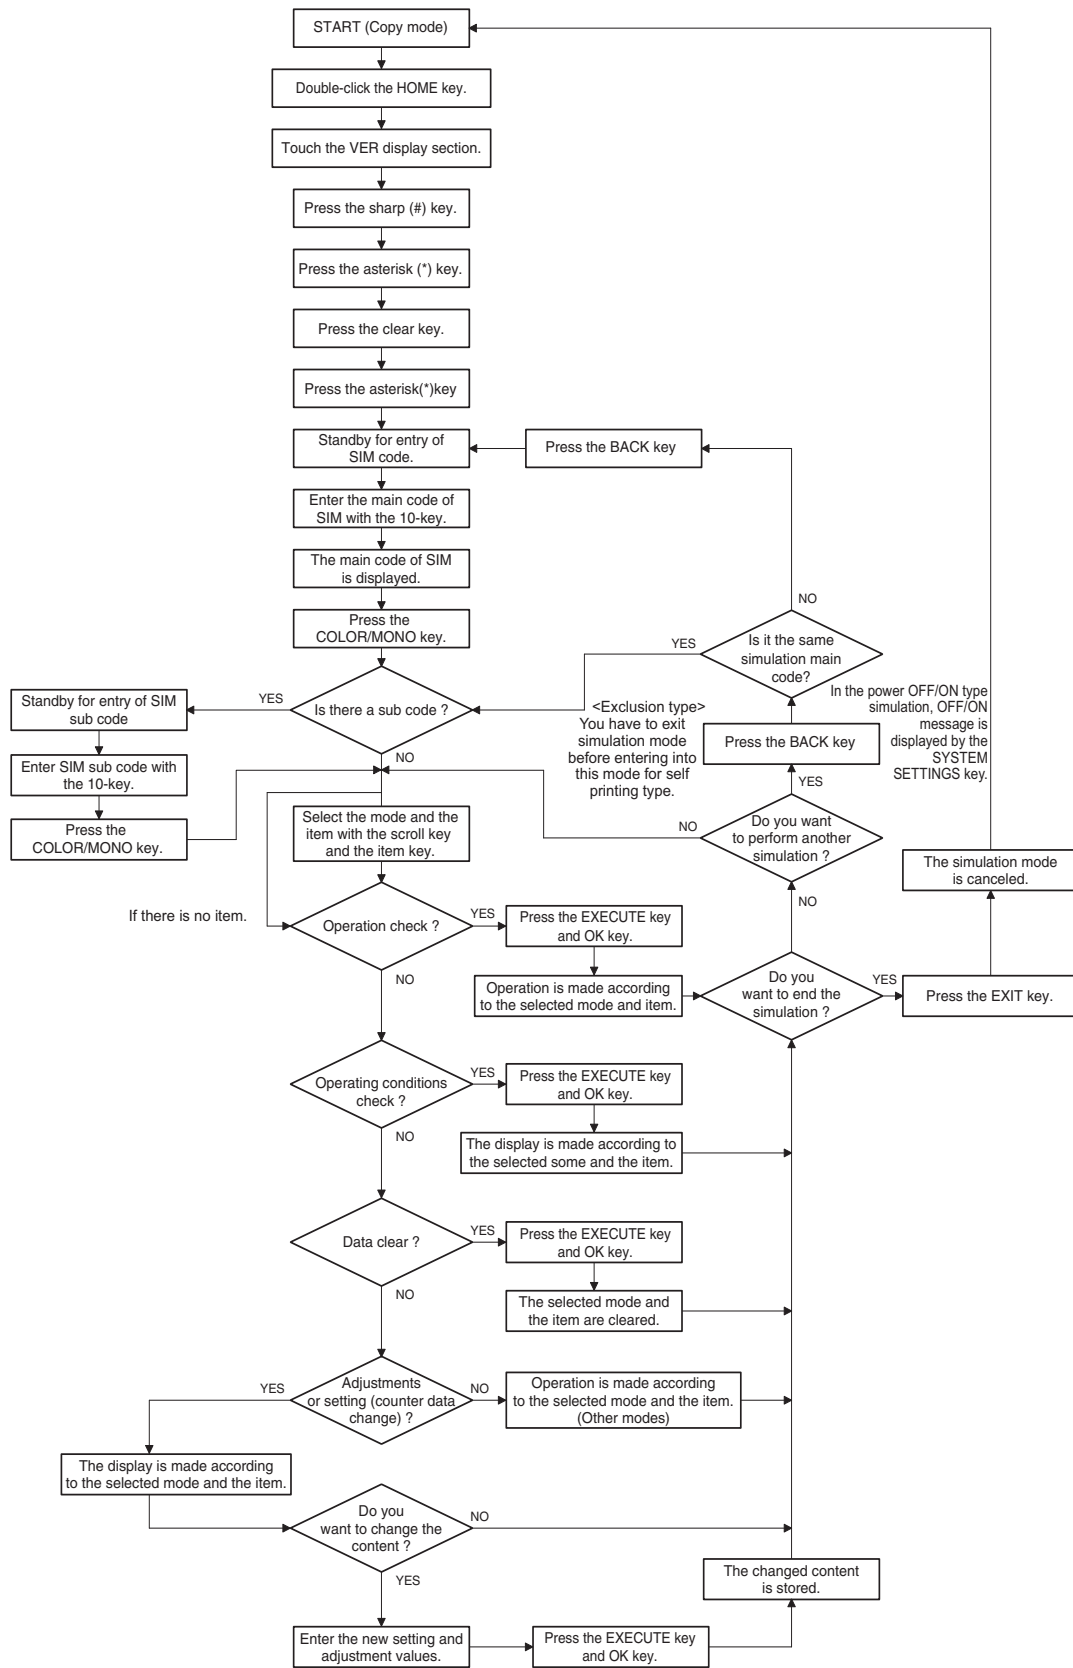 START (Copy mode)
Double-click the HOME key.
Touch the VER display section.
Press the sharp (#) key.
Press the asterisk (*) key.
Press the clear key.
Press the asterisk(*)key
Standby for entry of
SIM code.
Press the BACK key
Enter the main code of
SIM with the 10-key.
The main code of SIM
is displayed.
Press the
COLOR/MONO key.
NO
YES
Is it the same
simulation main
code?
Is there a sub code ?
YES
NO
Standby for entry of SIM
sub code
Enter SIM sub code with
the 10-key.
Press the
COLOR/MONO key.
<Exclusion type>
You have to exit
simulation mode
before entering into
this mode for self
printing type.
Press the BACK key
In the power OFF/ON type
simulation, OFF/ON
message is
displayed by the
SYSTEM
SETTINGS key.
YES
Select the mode and the
item with the scroll key
and the item key.
NO
Do you want
to perform another
simulation ?
NO
The simulation mode
is canceled.
If there is no item.
Operation check ?
YES
NO
Press the EXECUTE key
and OK key.
Operation is made according
to the selected mode and item.
Do you
want to end the
simulation ?
YES
Press the EXIT key.
Operating conditions
check ?
YES
NO
Press the EXECUTE key
and OK key.
The display is made according to
the selected some and the item.
Data clear ?
YES
NO
Press the EXECUTE key
and OK key.
The selected mode and
the item are cleared.
YES
Adjustments
or setting (counter data
change) ?
NO
Operation is made according
to the selected mode and the item.
(Other modes)
The display is made according
to the selected mode and the item.
Do you
want to change the
content ?
NO
YES
The changed content
is stored.
Enter the new setting and
adjustment values.
Press the EXECUTE key
and OK key.